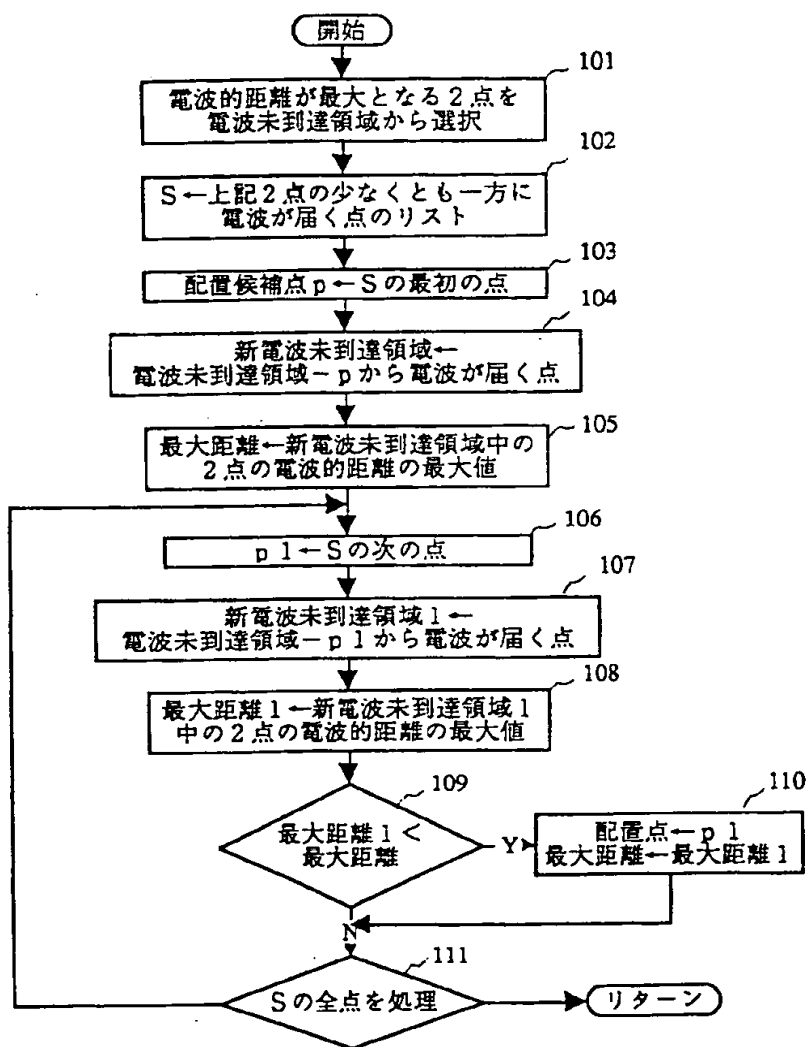 開始
101
電波的距離が最大となる2点を
電波未到達領域から選択
102
S←上記2点の少なくとも一方に
電波が届く点のリスト
103
配置候補点p←Sの最初の点
104
新電波未到達領域←
電波未到達領域−pから電波が届く点
105
最大距離←新電波未到達領域中の
2点の電波的距離の最大値
106
p1←Sの次の点
107
新電波未到達領域1←
電波未到達領域−p1から電波が届く点
108
最大距離1←新電波未到達領域1
中の2点の電波的距離の最大値
109
最大距離1<
最大距離
Y
110
配置点←p1
最大距離←最大距離1
N
111
Sの全点を処理
リターン